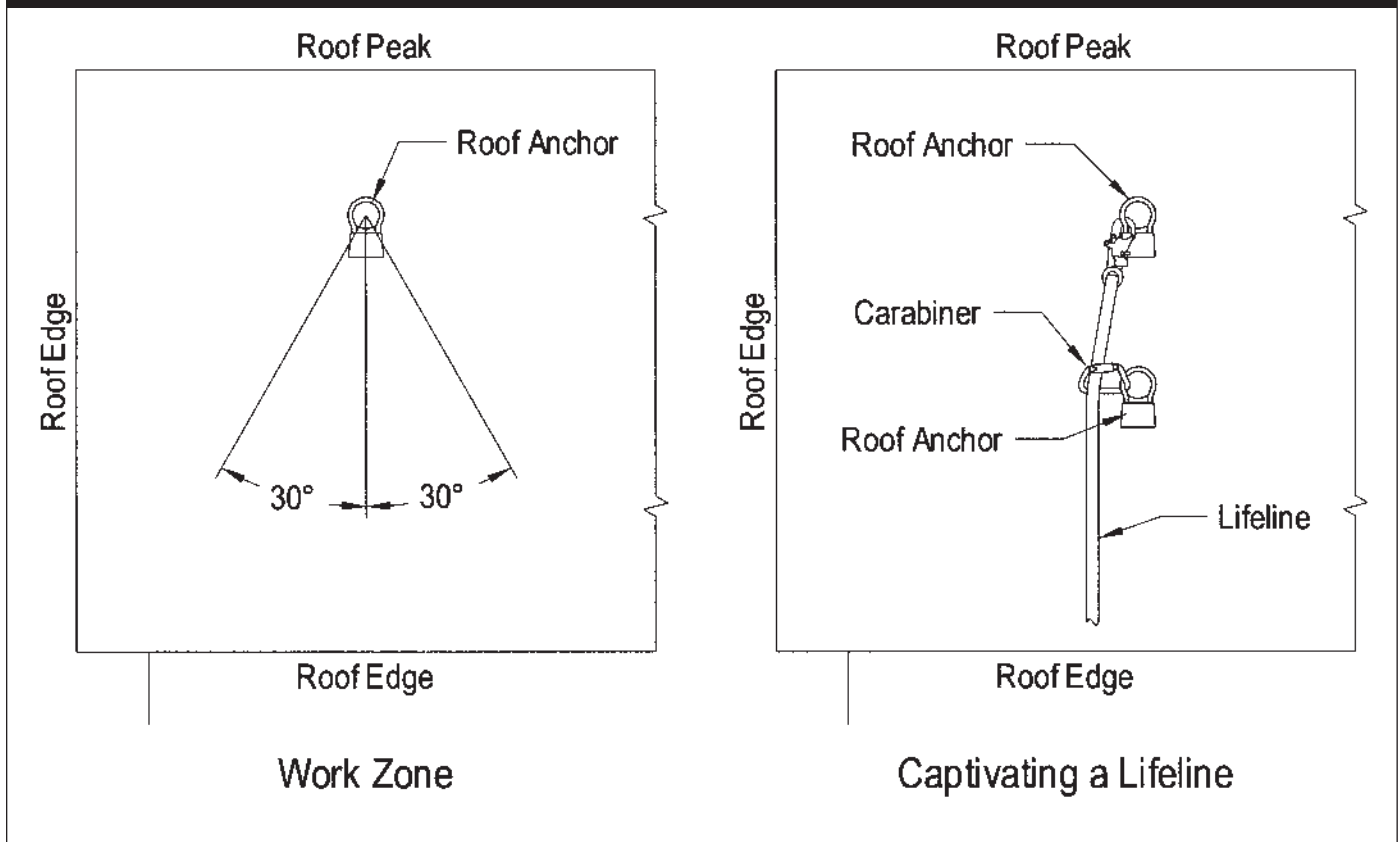 Roof Peak
Roof Anchor
Roof Edge
30°
30°
Roof Edge
Work Zone
Roof Peak
Roof Anchor
Roof Edge
Carabiner
Roof Anchor
Lifeline
Roof Edge
Captivating a Lifeline